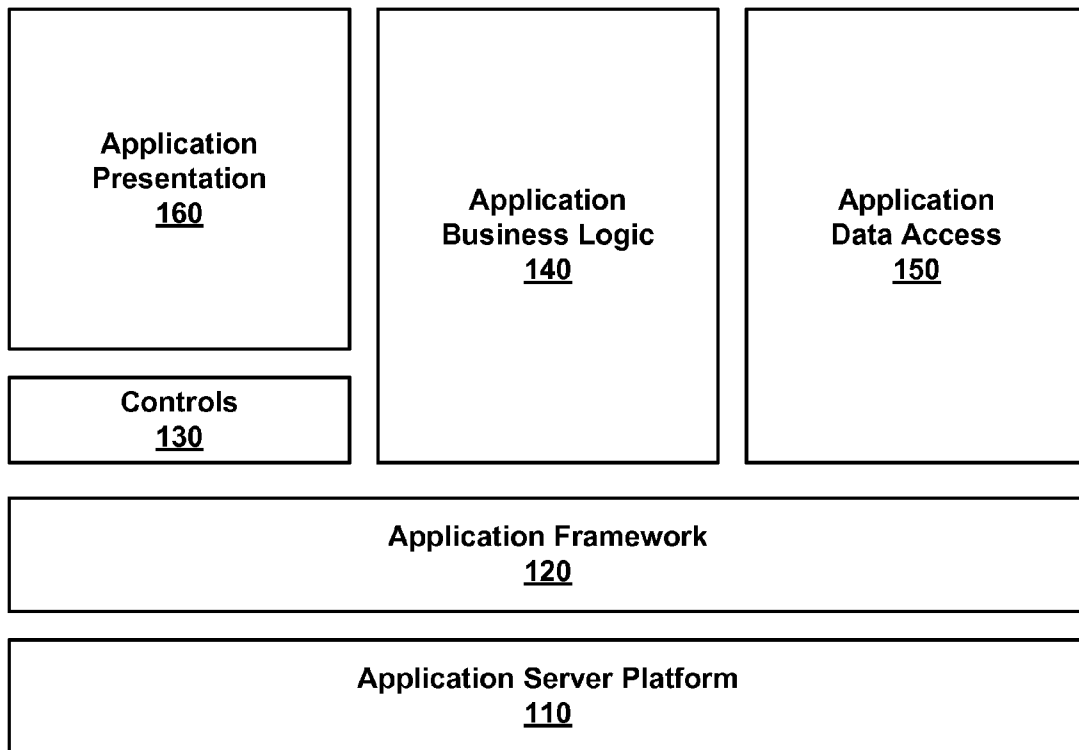 Application
Presentation
160
Application
Business Logic
140
Application
Data Access
150
Controls
130
Application Framework
120
Application Server Platform
110